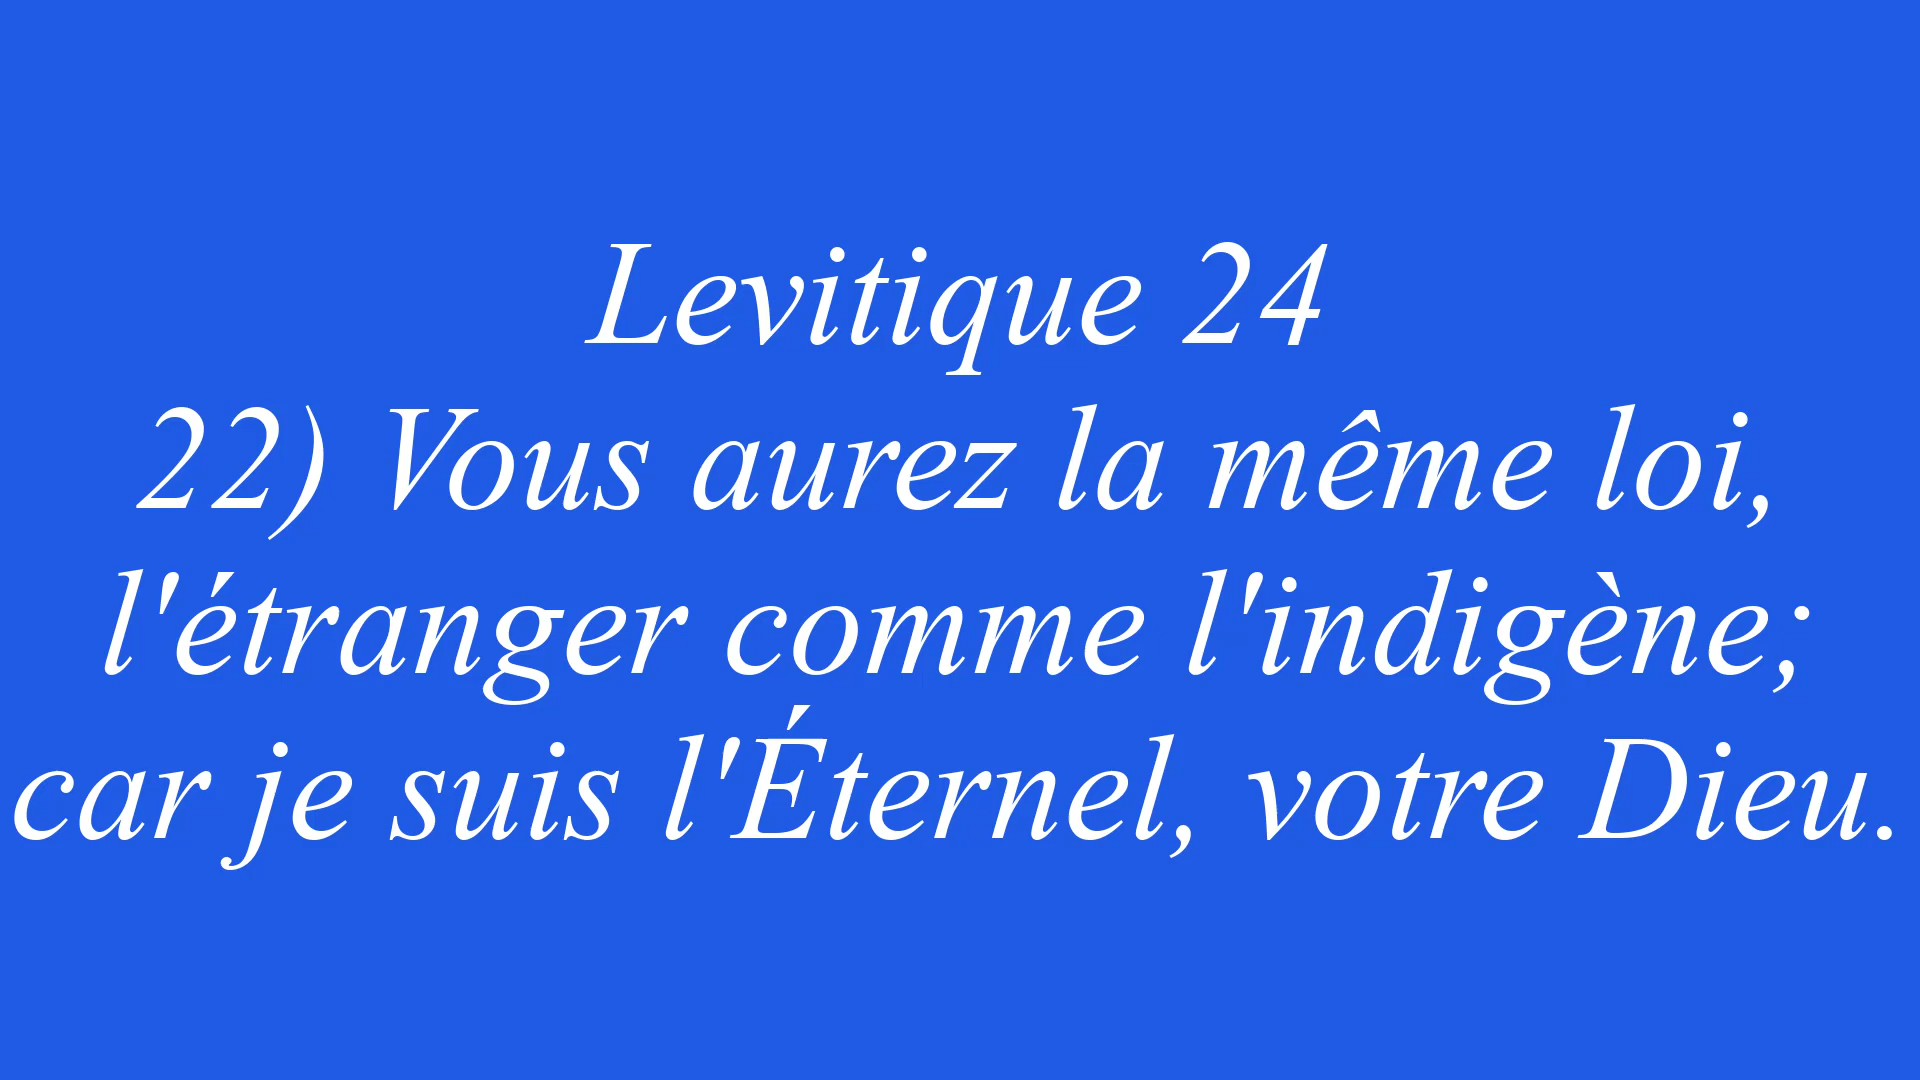 Levitique 24
22) Vous aurez la même loi,
l'étranger comme l'indigène;
car je suis l'Éternel, votre Dieu.